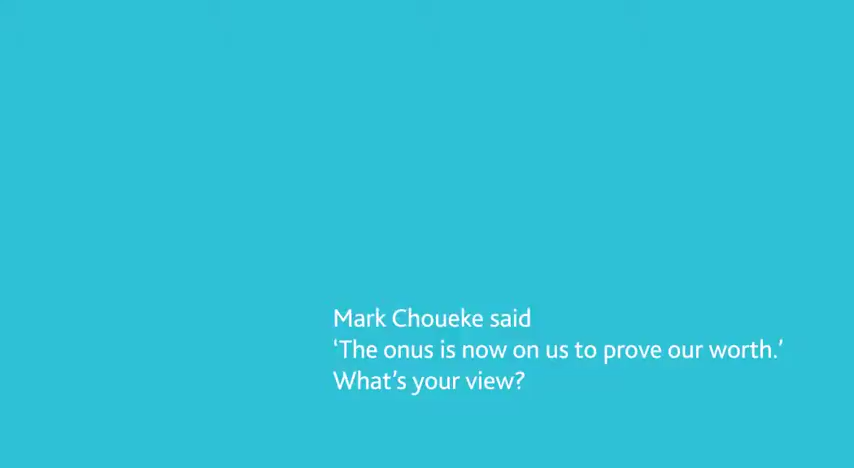 Mark Choueke said
‘The onus is now on us to prove our worth.’
What’s your view?